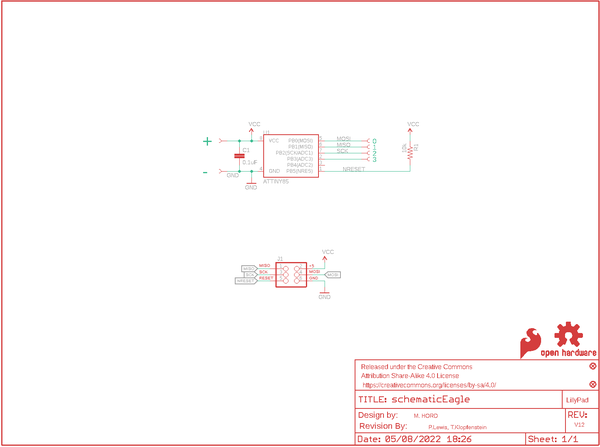 VCC
VCC
U1
+
VCC
PB0(MOSI)
MOSI
0
PB1(MISO)
MISO
1
C1
PB2(SCK/ADC1)
SCK
2
10k
R1
0.1uF
PB3(ADC3)
3
PB4(ADC2)
-
GND
GND
PB5(NRES)
NRESET
GND
ATTINY85
J1
VCC
MISO
MISO
+5
SCK
SCK
MOSI
MOSI
NRESET
RESET
GND
GND
open hardware
Released under the Creative Commons
Attribution Share-Alike 4.0 License
https://creativecommons.org/licenses/by-sa/4.0/
TITLE: schematicEagle
LilyPad
Design by: M. HORD
REV:
Revision By: P.Lewis, T.Klopfenstein
V12
Date: 05/08/2022 18:26
Sheet: 1/1